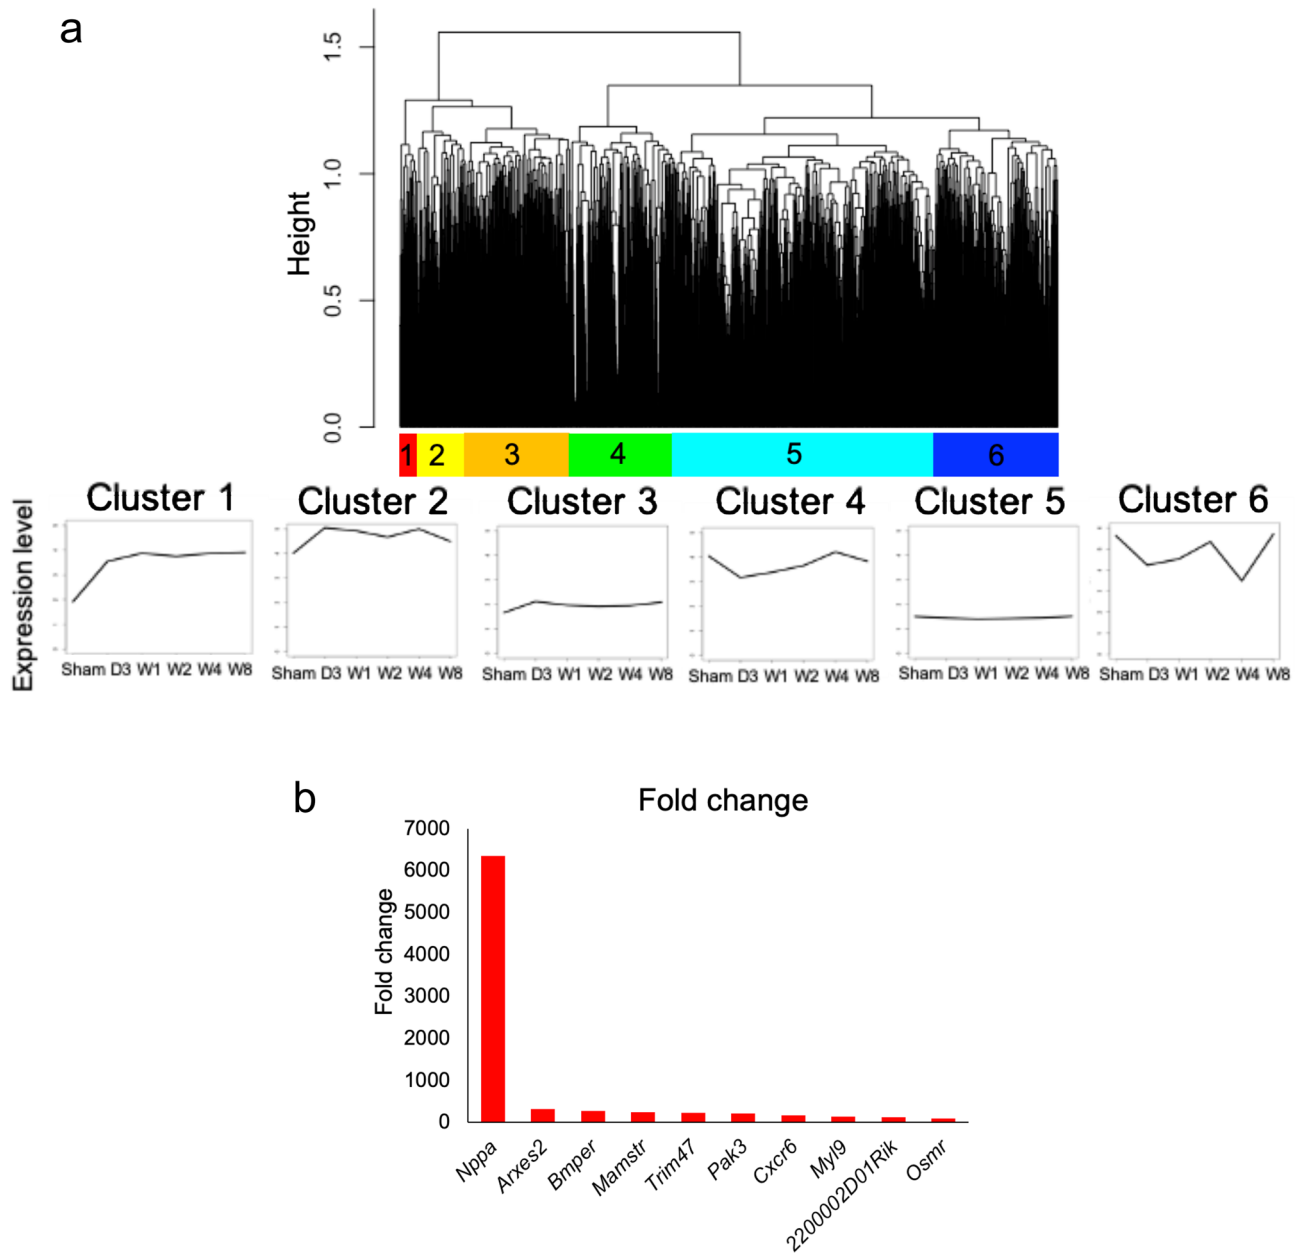 a
1.5
1.0
0.5
0.0
Height
1 2 3 4 5 6
Cluster 1 Cluster 2 Cluster 3 Cluster 4 Cluster 5 Cluster 6
Expression level
Sham D3 W1 W2 W4 W8 Sham D3 W1 W2 W4 W8 Sham D3 W1 W2 W4 W8 Sham D3 W1 W2 W4 W8 Sham D3 W1 W2 W4 W8 Sham D3 W1 W2 W4 W8
b
Fold change
Fold change
7000
6000
5000
4000
3000
2000
1000
0
Nppa
Arxes2
Bmper
Mamstr
Trim47
Pak3
Cxcr6
Myl9
2200002D01Rik
Osmr